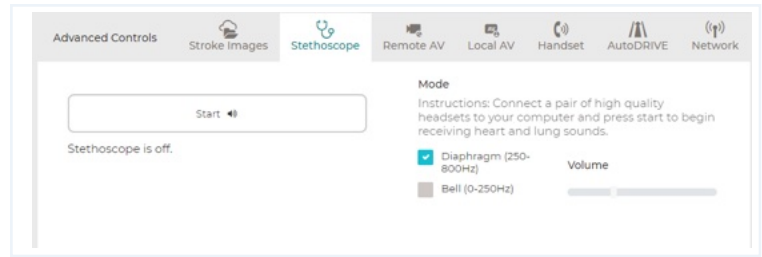 Advanced Controls
Stroke Images
Stethoscope
Remote AV
Local AV
Handset
AutoDRIVE
Network
Start
Stethoscope is off.
Mode
Instructions: Connect a pair of high quality
headsets to your computer and press start to begin
receiving heart and lung sounds.
Diaphragm (250-
800Hz)
Bell (0-250Hz)
Volume